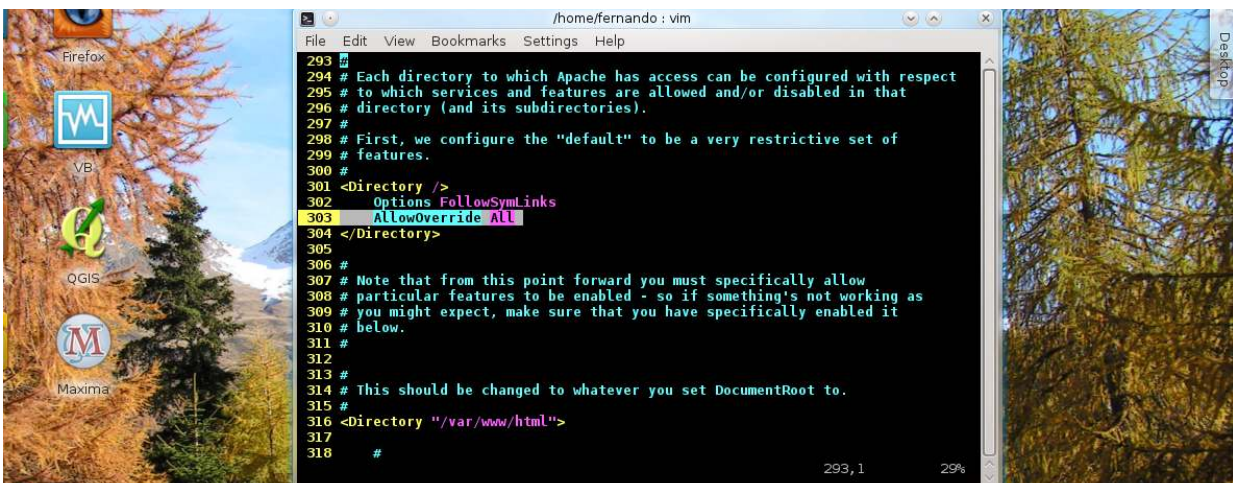 /home/fernando : vim
File Edit View Bookmarks Settings Help
Firefox
VB
QGIS
Maxima
Desktop
293 #
294 # Each directory to which Apache has access can be configured with respect
295 # to which services and features are allowed and/or disabled in that
296 # directory (and its subdirectories).
297 #
298 # First, we configure the "default" to be a very restrictive set of
299 # features.
300 #
301 <Directory />
302     Options FollowSymLinks
303     AllowOverride All
304 </Directory>
305
306 #
307 # Note that from this point forward you must specifically allow
308 # particular features to be enabled - so if something's not working as
309 # you might expect, make sure that you have specifically enabled it
310 # below.
311 #
312
313 #
314 # This should be changed to whatever you set DocumentRoot to.
315 #
316 <Directory "/var/www/html">
317
318     #
293,1 29%